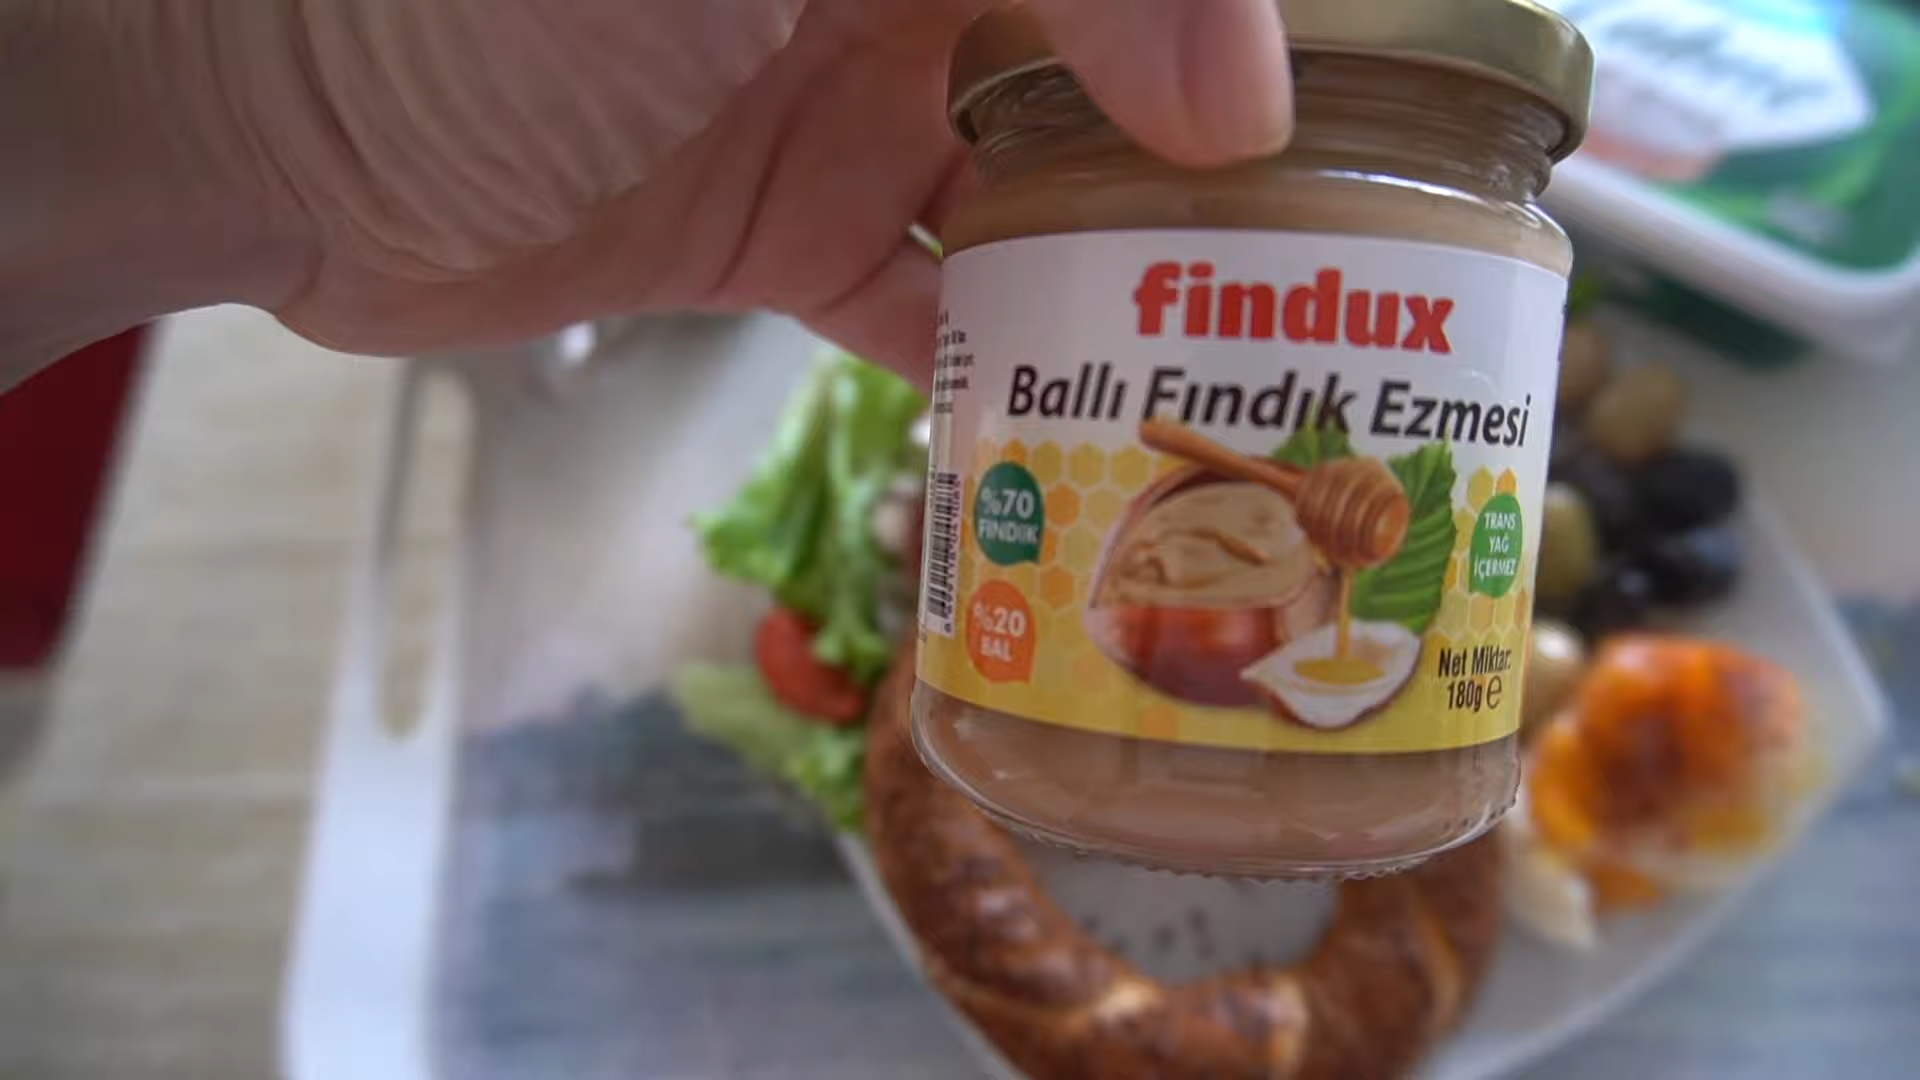 findux
Ballı Fındık Ezmesi
%70
FINDIK
%20
BAL
TRANS
YAĞ
İÇERMEZ
Net Miktar:
180g e